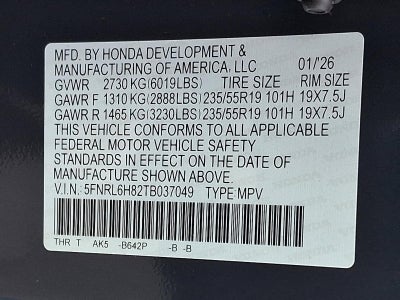 MFD. BY HONDA DEVELOPMENT &
MANUFACTURING OF AMERICA, LLC 01/'26
GVWR 2730 KG(6019LBS) TIRE SIZE RIM SIZE
GAWR F 1310 KG(2888LBS) 235/55R19 101H 19X7.5J
GAWR R 1465 KG(3230LBS) 235/55R19 101H 19X7.5J
THIS VEHICLE CONFORMS TO ALL APPLICABLE
FEDERAL MOTOR VEHICLE SAFETY
STANDARDS IN EFFECT ON THE DATE OF
MANUFACTURE SHOWN ABOVE.
V.I.N.: 5FNRL6H82TB037049 TYPE: MPV
THR T AK5 -B642P -B -B